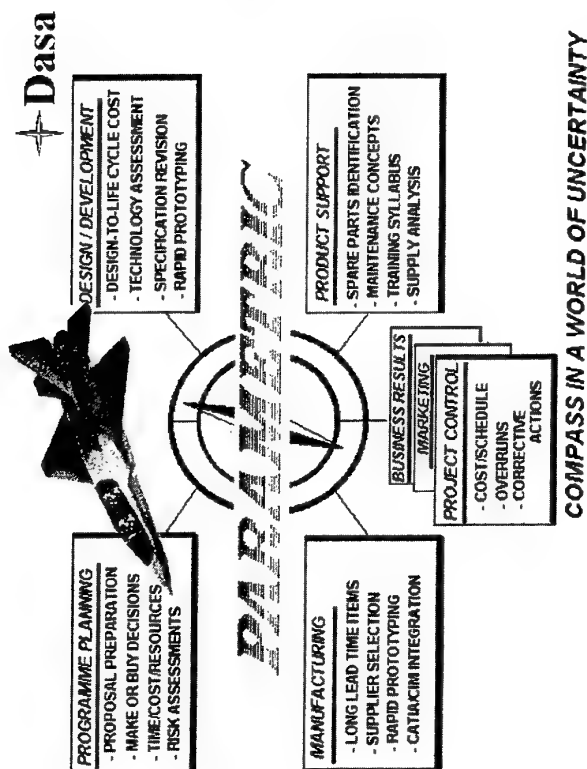 Dasa
PROGRAMME PLANNING
- PROPOSAL PREPARATION
- MAKE OR BUY DECISIONS
- TIME/COST/RESOURCES
- RISK ASSESSMENTS
DESIGN / DEVELOPMENT
- DESIGN-TO-LIFE CYCLE COST
- TECHNOLOGY ASSESSMENT
- SPECIFICATION REVISION
- RAPID PROTOTYPING
PARAMETRIC
MANUFACTURING
- LONG LEAD TIME ITEMS
- SUPPLIER SELECTION
- RAPID PROTOTYPING
- CATIA/CIM INTEGRATION
BUSINESS RESULTS
MARKETING
PROJECT CONTROL
- COST/SCHEDULE
- OVERRUNS
- CORRECTIVE
ACTIONS
PRODUCT SUPPORT
- SPARE PARTS IDENTIFICATION
- MAINTENANCE CONCEPTS
- TRAINING SYLLABUS
- SUPPLY ANALYSIS
COMPASS IN A WORLD OF UNCERTAINTY